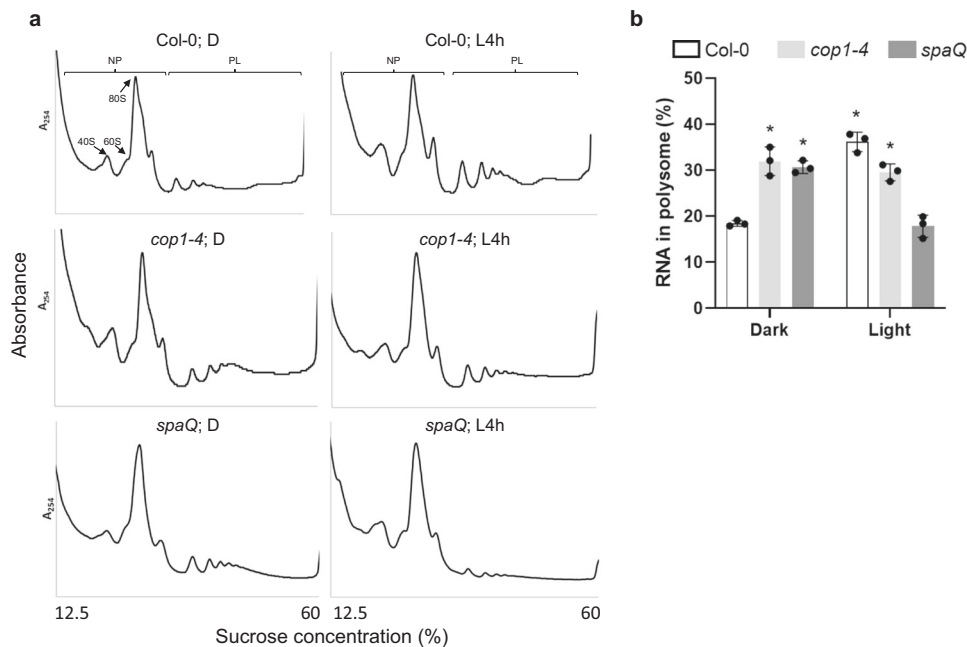 a
Col-0; D
Col-0; L4h
NP
PL
NP
PL
80S
40S
60S
A254
cop1-4; D
cop1-4; L4h
A254
Absorbance
spaQ; D
spaQ; L4h
A254
12.5
60
12.5
60
Sucrose concentration (%)
b
Col-0
cop1-4
spaQ
RNA in polysome (%)
50
40
30
20
10
0
*
*
*
*
Dark
Light